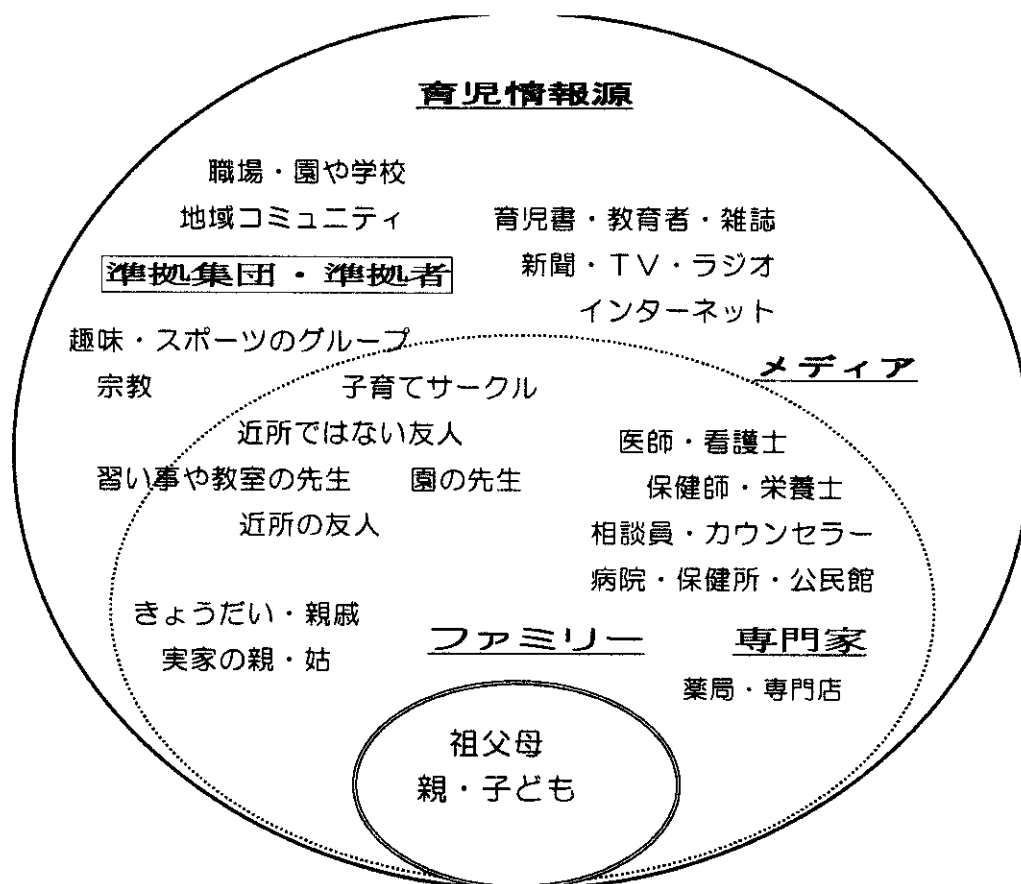 育児情報源
職場・園や学校
地域コミュニティ
準拠集団・準拠者
趣味・スポーツのグループ
宗教
育児書・教育者・雑誌
新聞・TV・ラジオ
インターネット
メディア
子育てサークル
近所ではない友人
習い事や教室の先生 園の先生
近所の友人
医師・看護士
保健師・栄養士
相談員・カウンセラー
病院・保健所・公民館
きょうだい・親戚
実家の親・姑
ファミリー
専門家
薬局・専門店
祖父母
親・子ども